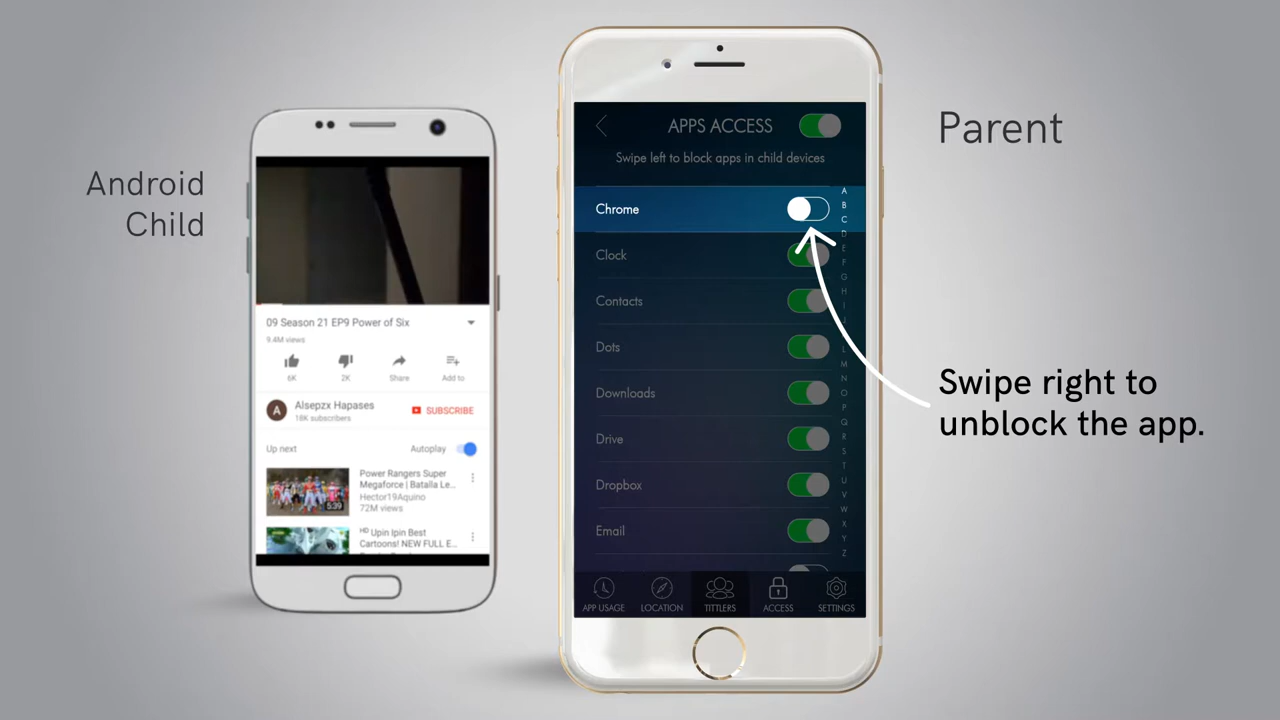 Android
Child
09 Season 21 EP9 Power of Six
9.4M views
6K
2K
Share
Add to
A
Alsepzx Hapases
18K subscribers
SUBSCRIBE
Up next
Autoplay
Power Rangers Super
Megaforce | Batalla Le...
Hector19Aquino
72M views
5:39
HD Upin Ipin Best
Cartoons! NEW FULL E...
APPS ACCESS
Swipe left to block apps in child devices
Chrome
Clock
Contacts
Dots
Downloads
Drive
Dropbox
Email
A
B
C
D
E
F
G
H
I
J
L
M
N
O
P
Q
R
S
T
U
V
W
X
Y
Z
APP USAGE
LOCATION
TITTLERS
ACCESS
SETTINGS
Parent
Swipe right to
unblock the app.